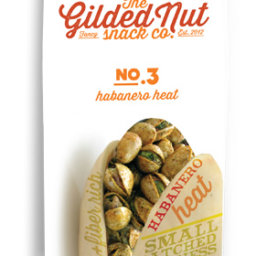 The
Gilded Nut
Fancy snack co. Est. 2012
NO.3
habanero heat
fiber rich
HABANERO
heat
SMALL